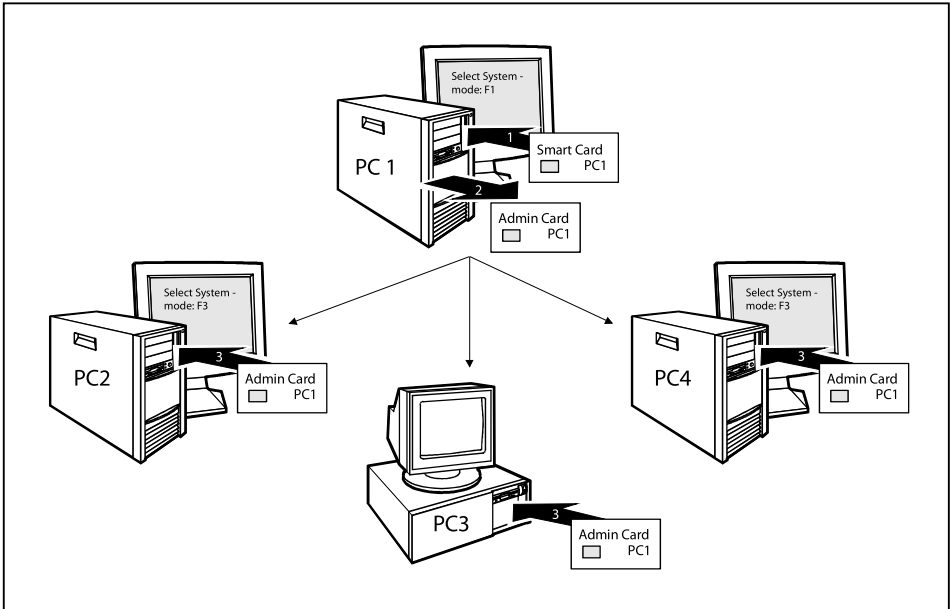 Select System -
mode: F1
1
Smart Card
PC1
PC 1
2
Admin Card
PC1
Select System -
mode: F3
3
Admin Card
PC1
PC2
Select System -
mode: F3
3
Admin Card
PC1
PC4
PC3
3
Admin Card
PC1